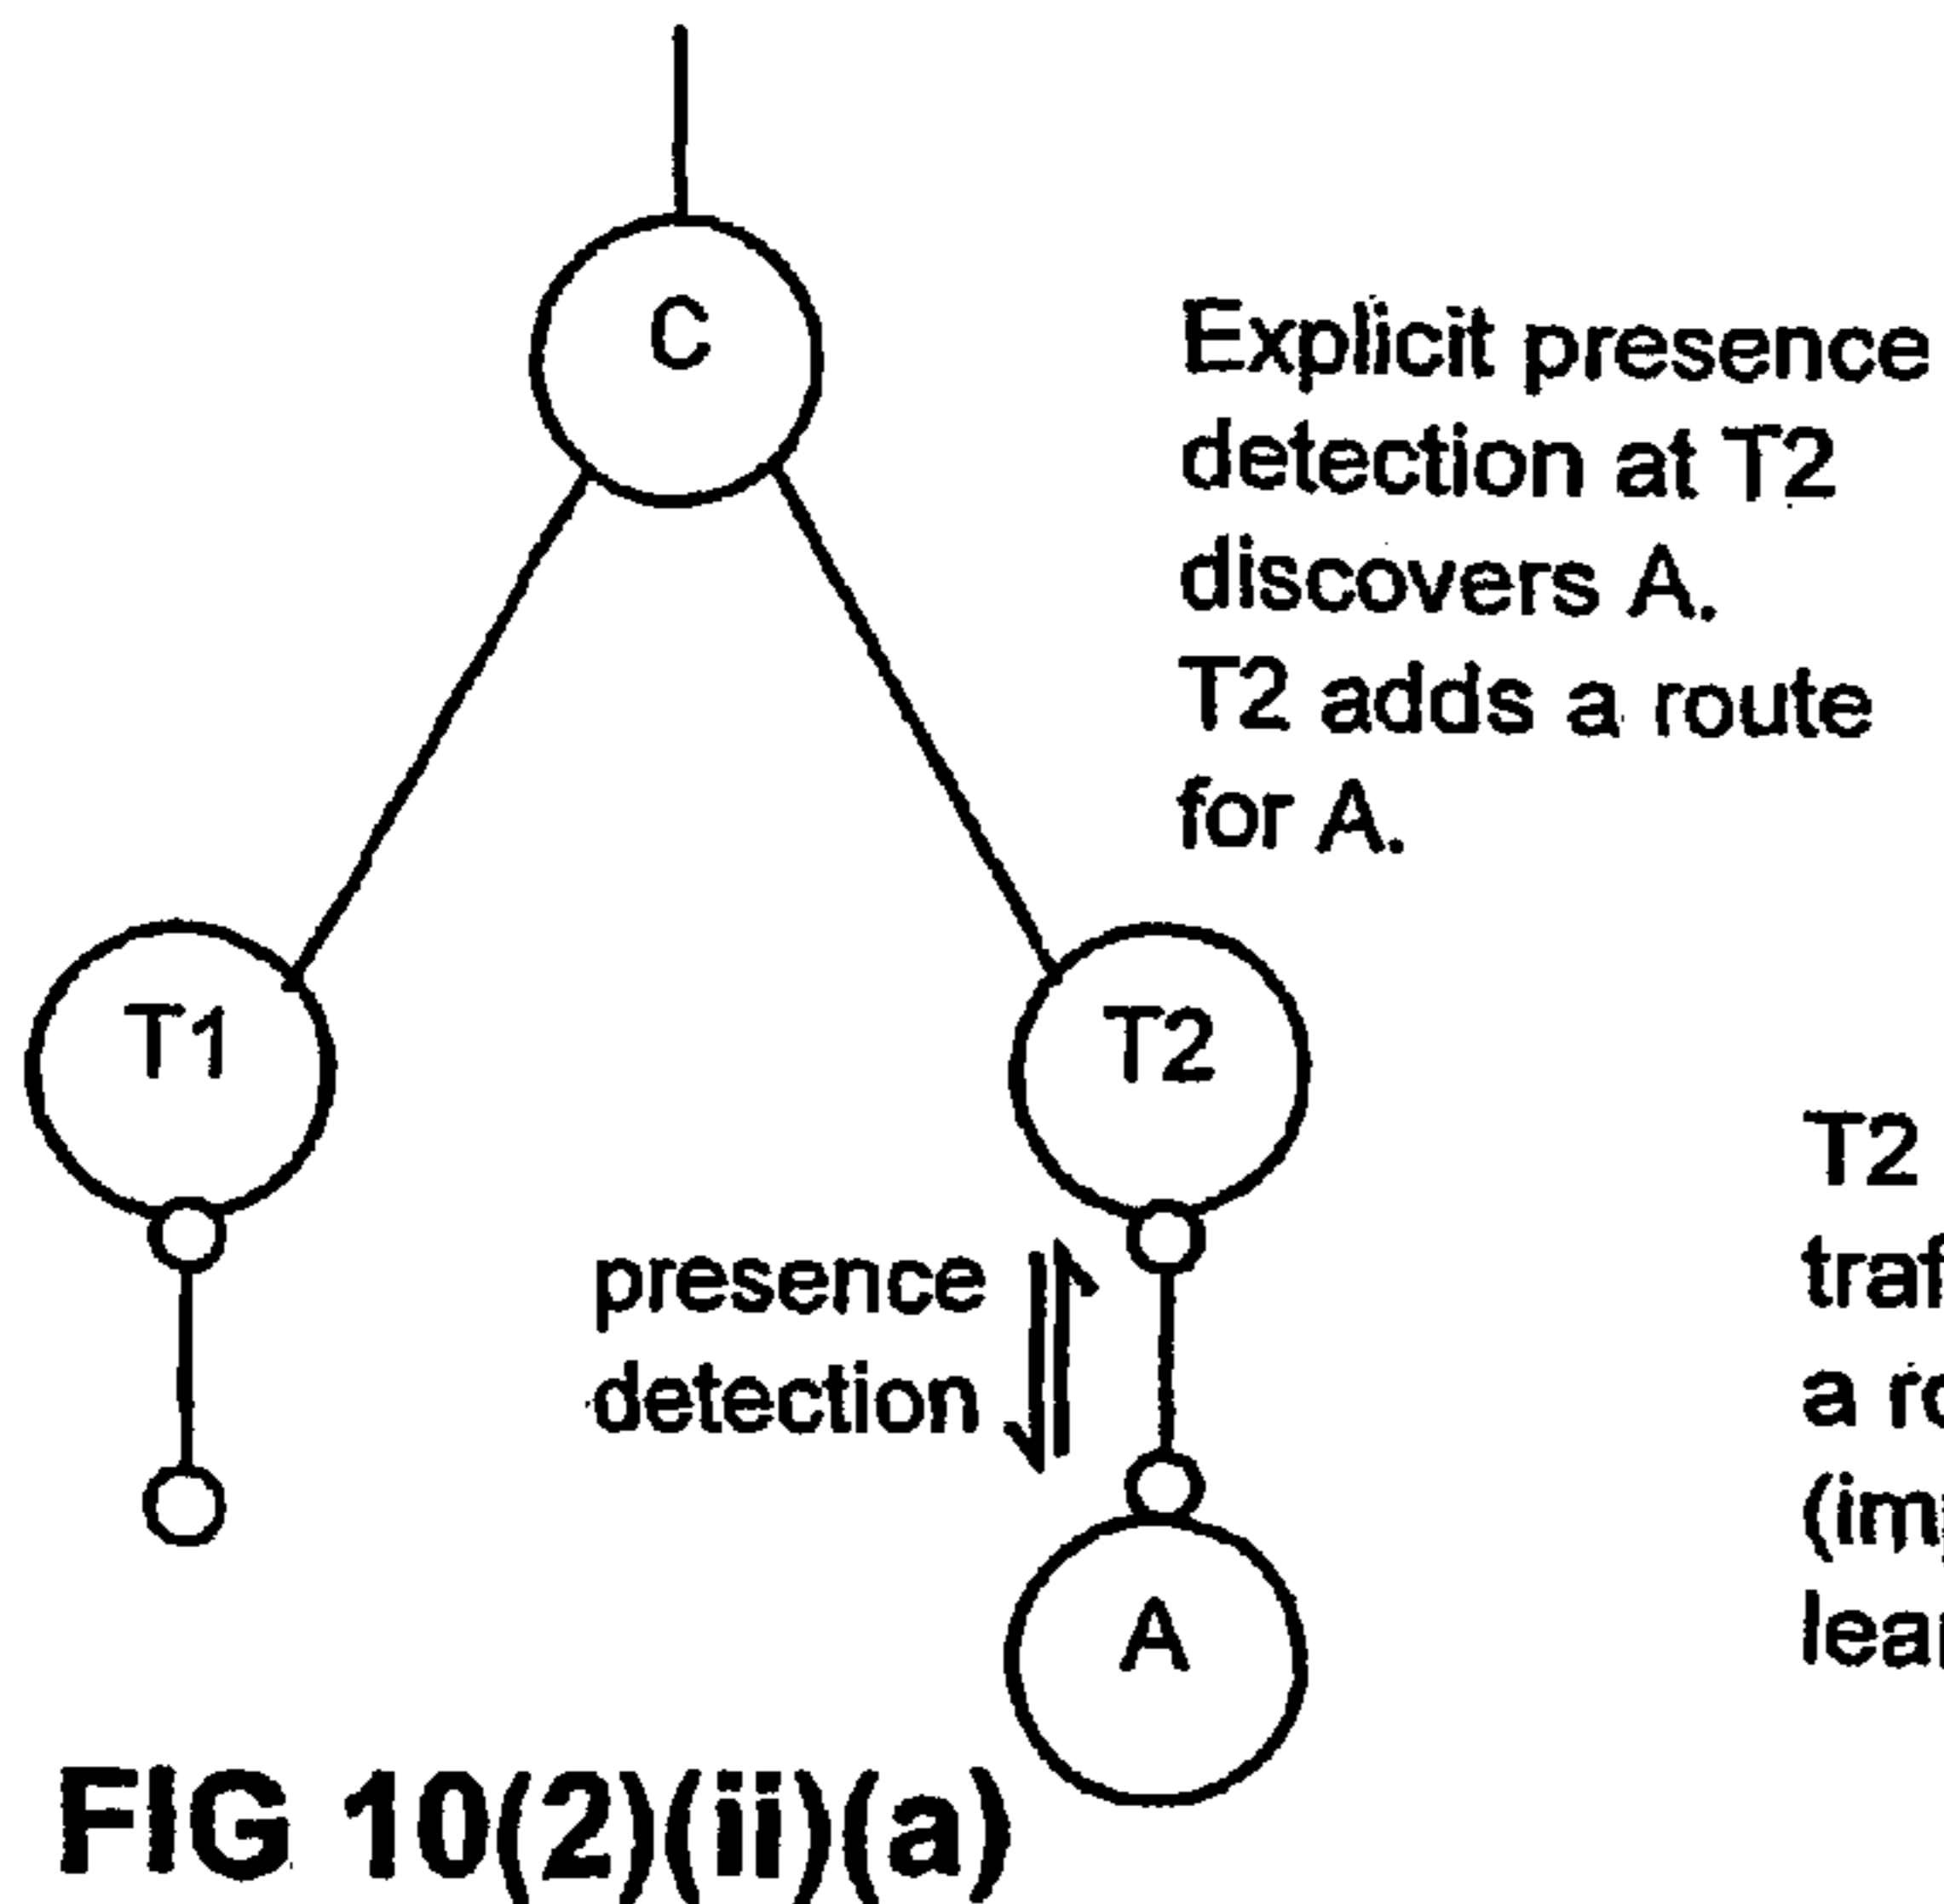 C
Explicit presence
detection at T2
discovers A.
T2 adds a route
for A.
T1
T2
presence
detection
A
T2
a
FIG 10(2)(ii)(a)